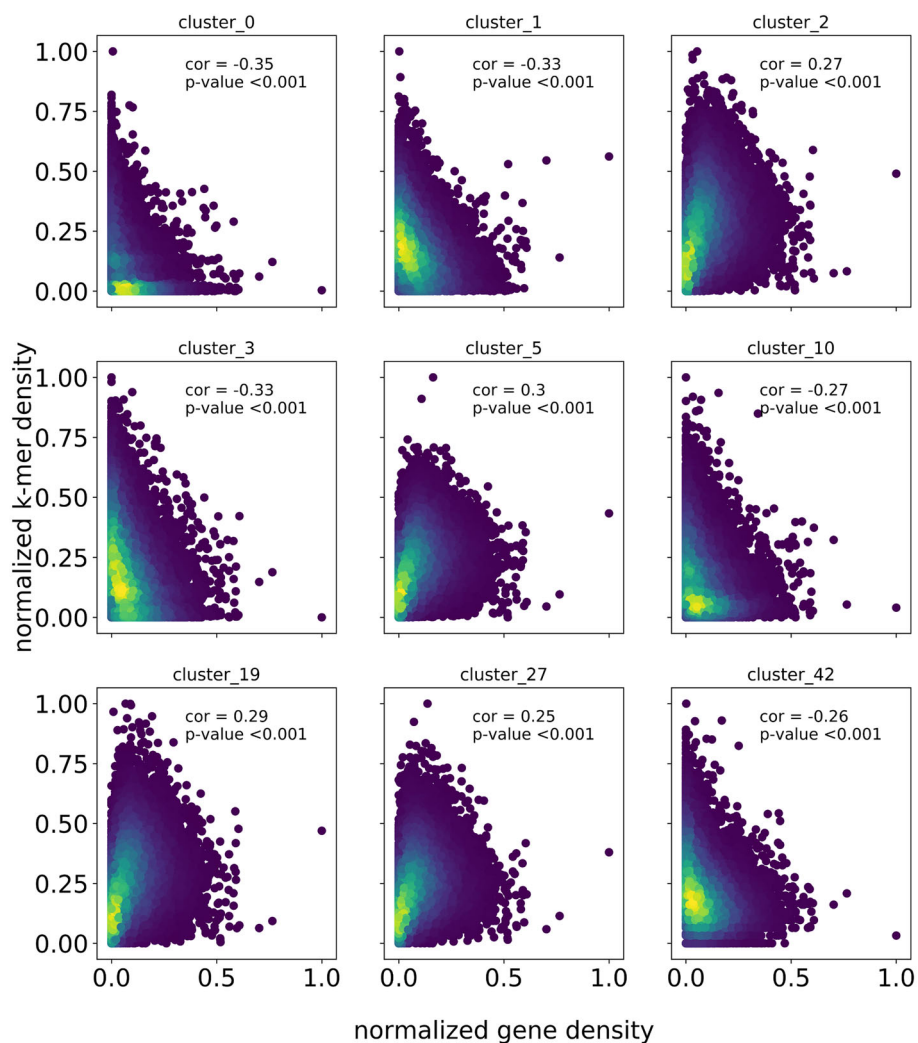 cluster_0
cluster_1
cluster_2
1.00
0.75
0.50
0.25
0.00
cor = -0.35
p-value <0.001
cor = -0.33
p-value <0.001
cor = 0.27
p-value <0.001
cluster_3
cluster_5
cluster_10
1.00
0.75
0.50
0.25
0.00
cor = -0.33
p-value <0.001
cor = 0.3
p-value <0.001
cor = -0.27
p-value <0.001
normalized k-mer density
cluster_19
cluster_27
cluster_42
1.00
0.75
0.50
0.25
0.00
cor = 0.29
p-value <0.001
cor = 0.25
p-value <0.001
cor = -0.26
p-value <0.001
0.0 0.5 1.0
0.0 0.5 1.0
0.0 0.5 1.0
normalized gene density